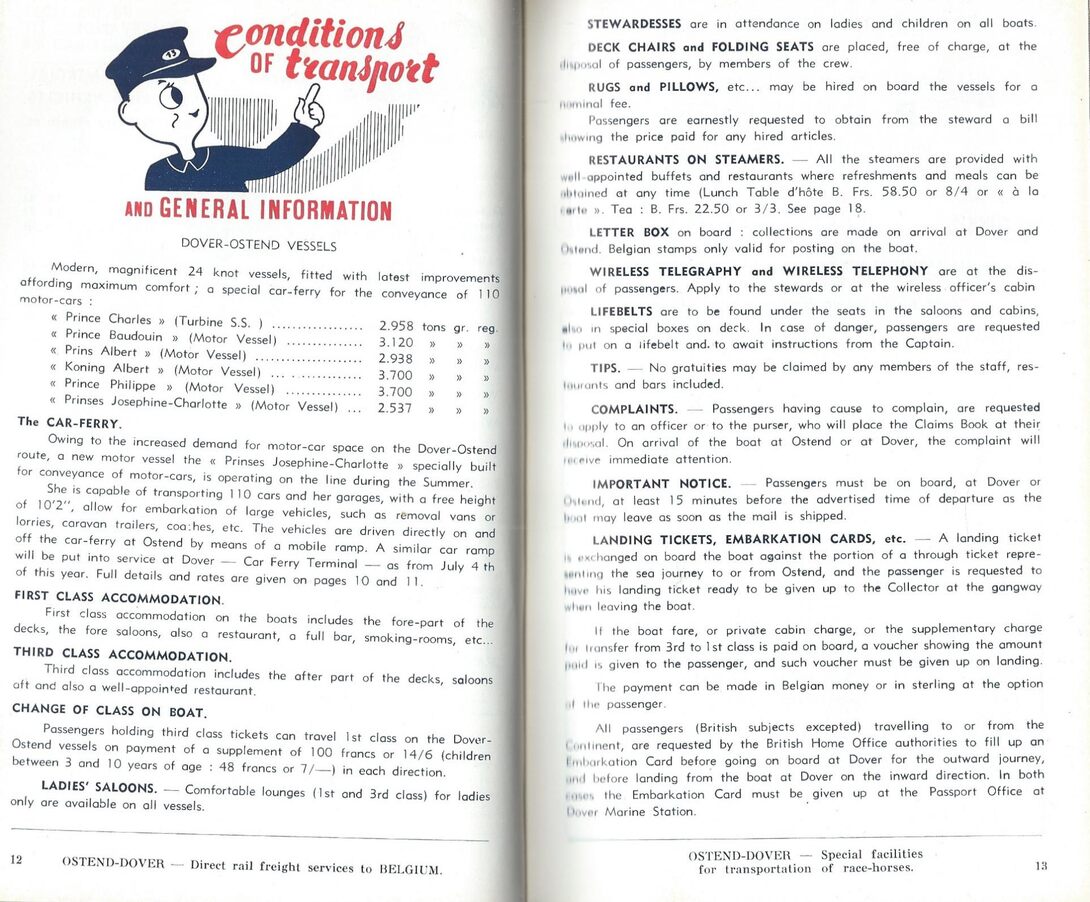 B
Conditions
OF transport
AND GENERAL INFORMATION
DOVER-OSTEND VESSELS
Modern, magnificent 24 knot vessels, fitted with latest improvements
affording maximum comfort ; a special car-ferry for the conveyance of 110
motor-cars :
« Prince Charles » (Turbine S.S. ) .................. 2.958 tons gr. reg.
« Prince Baudouin » (Motor Vessel) ............... 3.120 » » »
« Prins Albert » (Motor Vessel) ..................... 2.938 » » »
« Koning Albert » (Motor Vessel) ... . ............ 3.700 » » »
« Prince Philippe » (Motor Vessel) ............... 3.700 » » »
« Prinses Josephine-Charlotte » (Motor Vessel) ... 2.537 » » »
The CAR-FERRY.
Owing to the increased demand for motor-car space on the Dover-Ostend
route, a new motor vessel the « Prinses Josephine-Charlotte » specially built
for conveyance of motor-cars, is operating on the line during the Summer.
She is capable of transporting 110 cars and her garages, with a free height
of 10'2", allow for embarkation of large vehicles, such as removal vans or
lorries, caravan trailers, coa:hes, etc. The vehicles are driven directly on and
off the car-ferry at Ostend by means of a mobile ramp. A similar car ramp
will be put into service at Dover — Car Ferry Terminal — as from July 4 th
of this year. Full details and rates are given on pages 10 and 11.
FIRST CLASS ACCOMMODATION.
First class accommodation on the boats includes the fore-part of the
decks, the fore saloons, also a restaurant, a full bar, smoking-rooms, etc...
THIRD CLASS ACCOMMODATION.
Third class accommodation includes the after part of the decks, saloons
aft and also a well-appointed restaurant.
CHANGE OF CLASS ON BOAT.
Passengers holding third class tickets can travel 1st class on the Dover-
Ostend vessels on payment of a supplement of 100 francs or 14/6 (children
between 3 and 10 years of age : 48 francs or 7/—) in each direction.
LADIES' SALOONS. — Comfortable lounges (1st and 3rd class) for ladies
only are available on all vessels.
12 OSTEND-DOVER — Direct rail freight services to BELGIUM.
STEWARDESSES are in attendance on ladies and children on all boats.
DECK CHAIRS and FOLDING SEATS are placed, free of charge, at the
disposal of passengers, by members of the crew.
RUGS and PILLOWS, etc... may be hired on board the vessels for a
nominal fee.
Passengers are earnestly requested to obtain from the steward a bill
showing the price paid for any hired articles.
RESTAURANTS ON STEAMERS. — All the steamers are provided with
well-appointed buffets and restaurants where refreshments and meals can be
obtained at any time (Lunch Table d'hôte B. Frs. 58.50 or 8/4 or « à la
carte ». Tea : B. Frs. 22.50 or 3/3. See page 18.
LETTER BOX on board : collections are made on arrival at Dover and
Ostend. Belgian stamps only valid for posting on the boat.
WIRELESS TELEGRAPHY and WIRELESS TELEPHONY are at the dis-
posal of passengers. Apply to the stewards or at the wireless officer's cabin
LIFEBELTS are to be found under the seats in the saloons and cabins,
also in special boxes on deck. In case of danger, passengers are requested
to put on a lifebelt and. to await instructions from the Captain.
TIPS. — No gratuities may be claimed by any members of the staff, res-
taurants and bars included.
COMPLAINTS. — Passengers having cause to complain, are requested
to apply to an officer or to the purser, who will place the Claims Book at their
disposal. On arrival of the boat at Ostend or at Dover, the complaint will
receive immediate attention.
IMPORTANT NOTICE. — Passengers must be on board, at Dover or
Ostend, at least 15 minutes before the advertised time of departure as the
boat may leave as soon as the mail is shipped.
LANDING TICKETS, EMBARKATION CARDS, etc. — A landing ticket
is exchanged on board the boat against the portion of a through ticket repre-
senting the sea journey to or from Ostend, and the passenger is requested to
have his landing ticket ready to be given up to the Collector at the gangway
when leaving the boat.
If the boat fare, or private cabin charge, or the supplementary charge
for transfer from 3rd to 1st class is paid on board, a voucher showing the amount
paid is given to the passenger, and such voucher must be given up on landing.
The payment can be made in Belgian money or in sterling at the option
of the passenger.
All passengers (British subjects excepted) travelling to or from the
Continent, are requested by the British Home Office authorities to fill up an
Embarkation Card before going on board at Dover for the outward journey,
and before landing from the boat at Dover on the inward direction. In both
cases the Embarkation Card must be given up at the Passport Office at
Dover Marine Station.
OSTEND-DOVER — Special facilities
for transportation of race-horses. 13